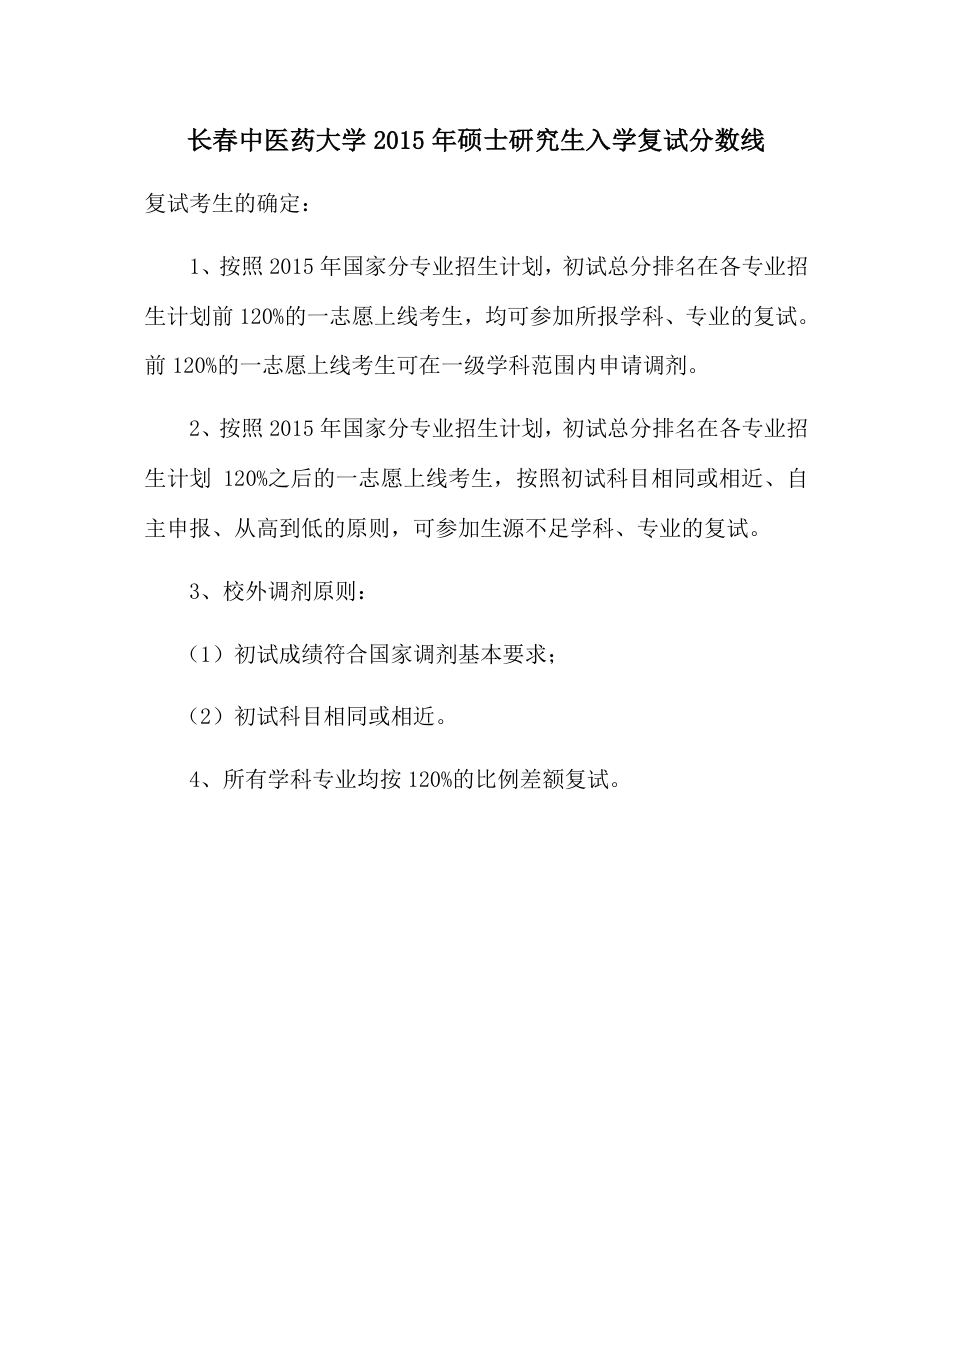 长春中医药大学 2015 年硕士研究生入学复试分数线
复试考生的确定：
1、按照 2015 年国家分专业招生计划，初试总分排名在各专业招
生计划前 120%的一志愿上线考生，均可参加所报学科、专业的复试。
前 120%的一志愿上线考生可在一级学科范围内申请调剂。
2、按照 2015 年国家分专业招生计划，初试总分排名在各专业招
生计划 120%之后的一志愿上线考生，按照初试科目相同或相近、自
主申报、从高到低的原则，可参加生源不足学科、专业的复试。
3、校外调剂原则：
（1）初试成绩符合国家调剂基本要求；
（2）初试科目相同或相近。
4、所有学科专业均按 120%的比例差额复试。